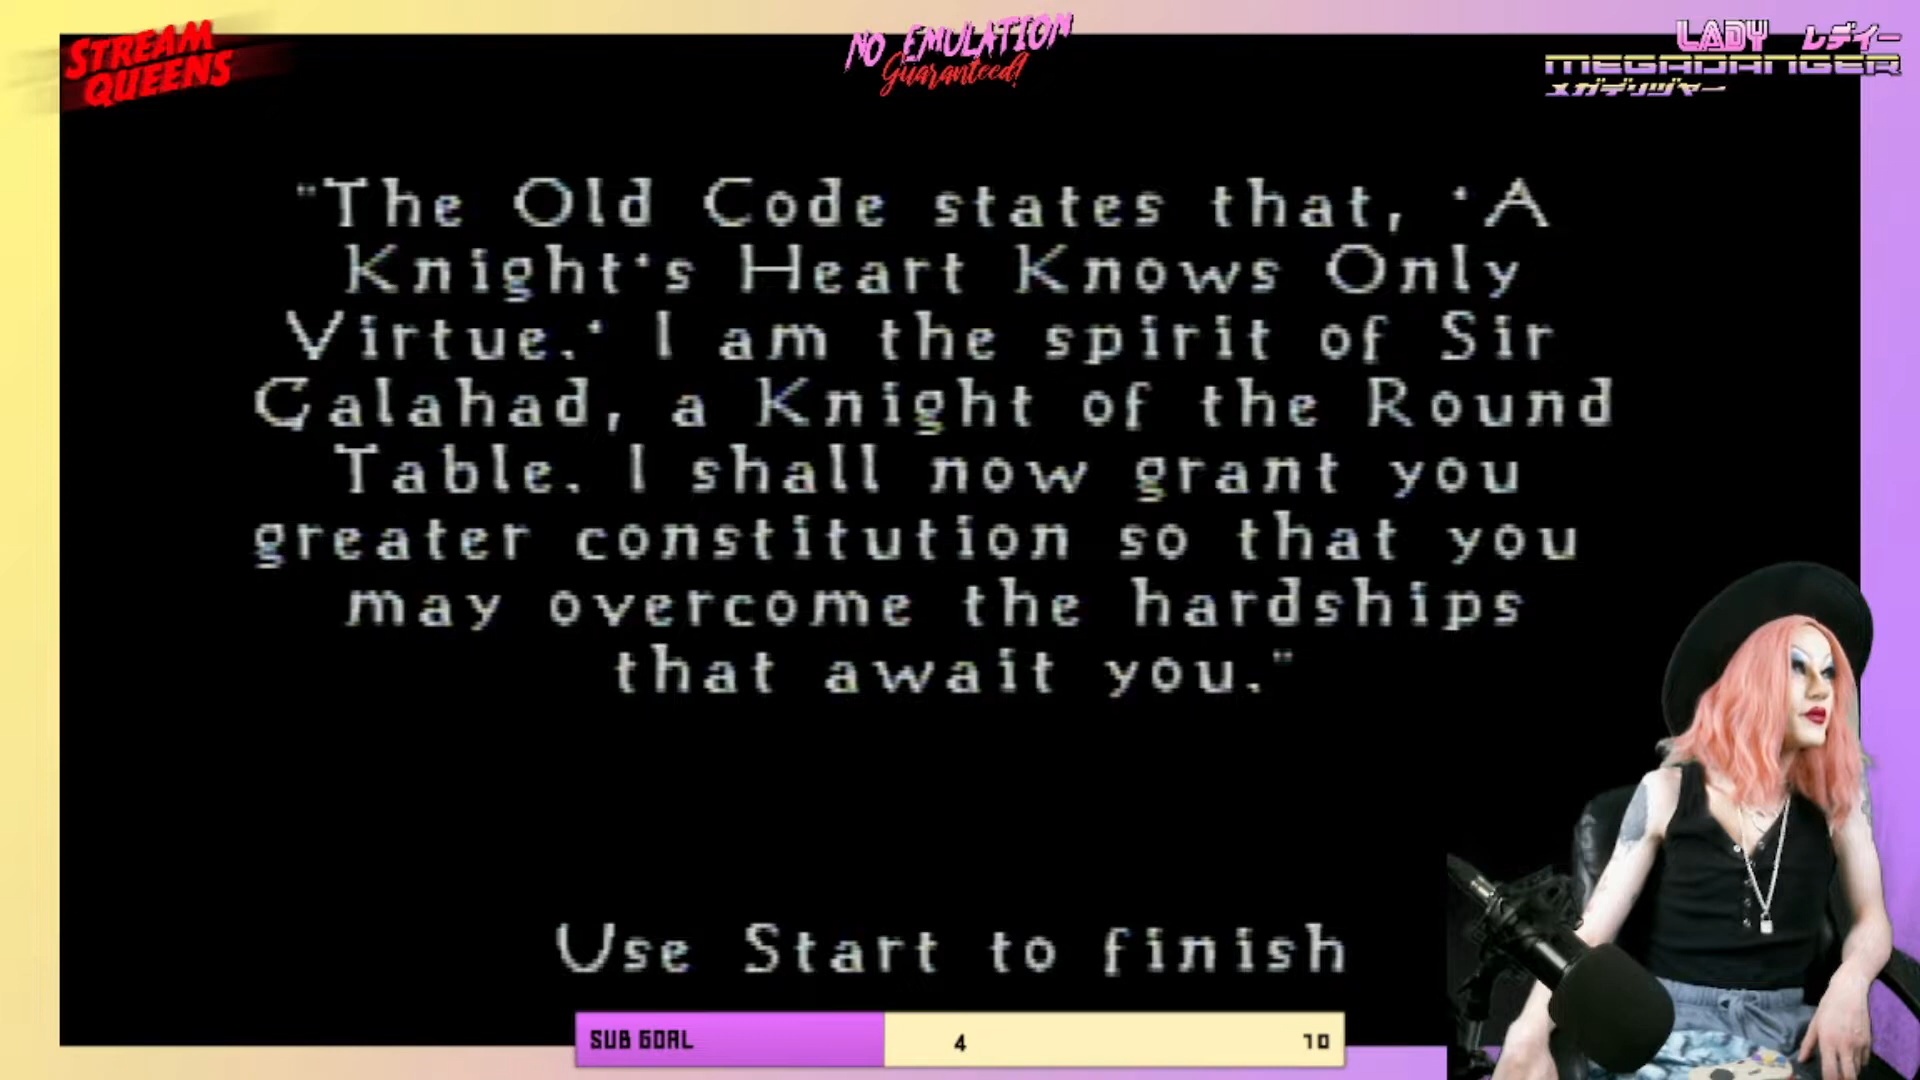 STREAM
QUEENS
NO EMULATION
Guaranteed!
LADY レディー
MEGADANGER
メガデンジャー
"The Old Code states that, 'A
Knight's Heart Knows Only
Virtue.' I am the spirit of Sir
Galahad, a Knight of the Round
Table. I shall now grant you
greater constitution so that you
may overcome the hardships
that await you."
Use Start to finish
SUB GOAL 4 10